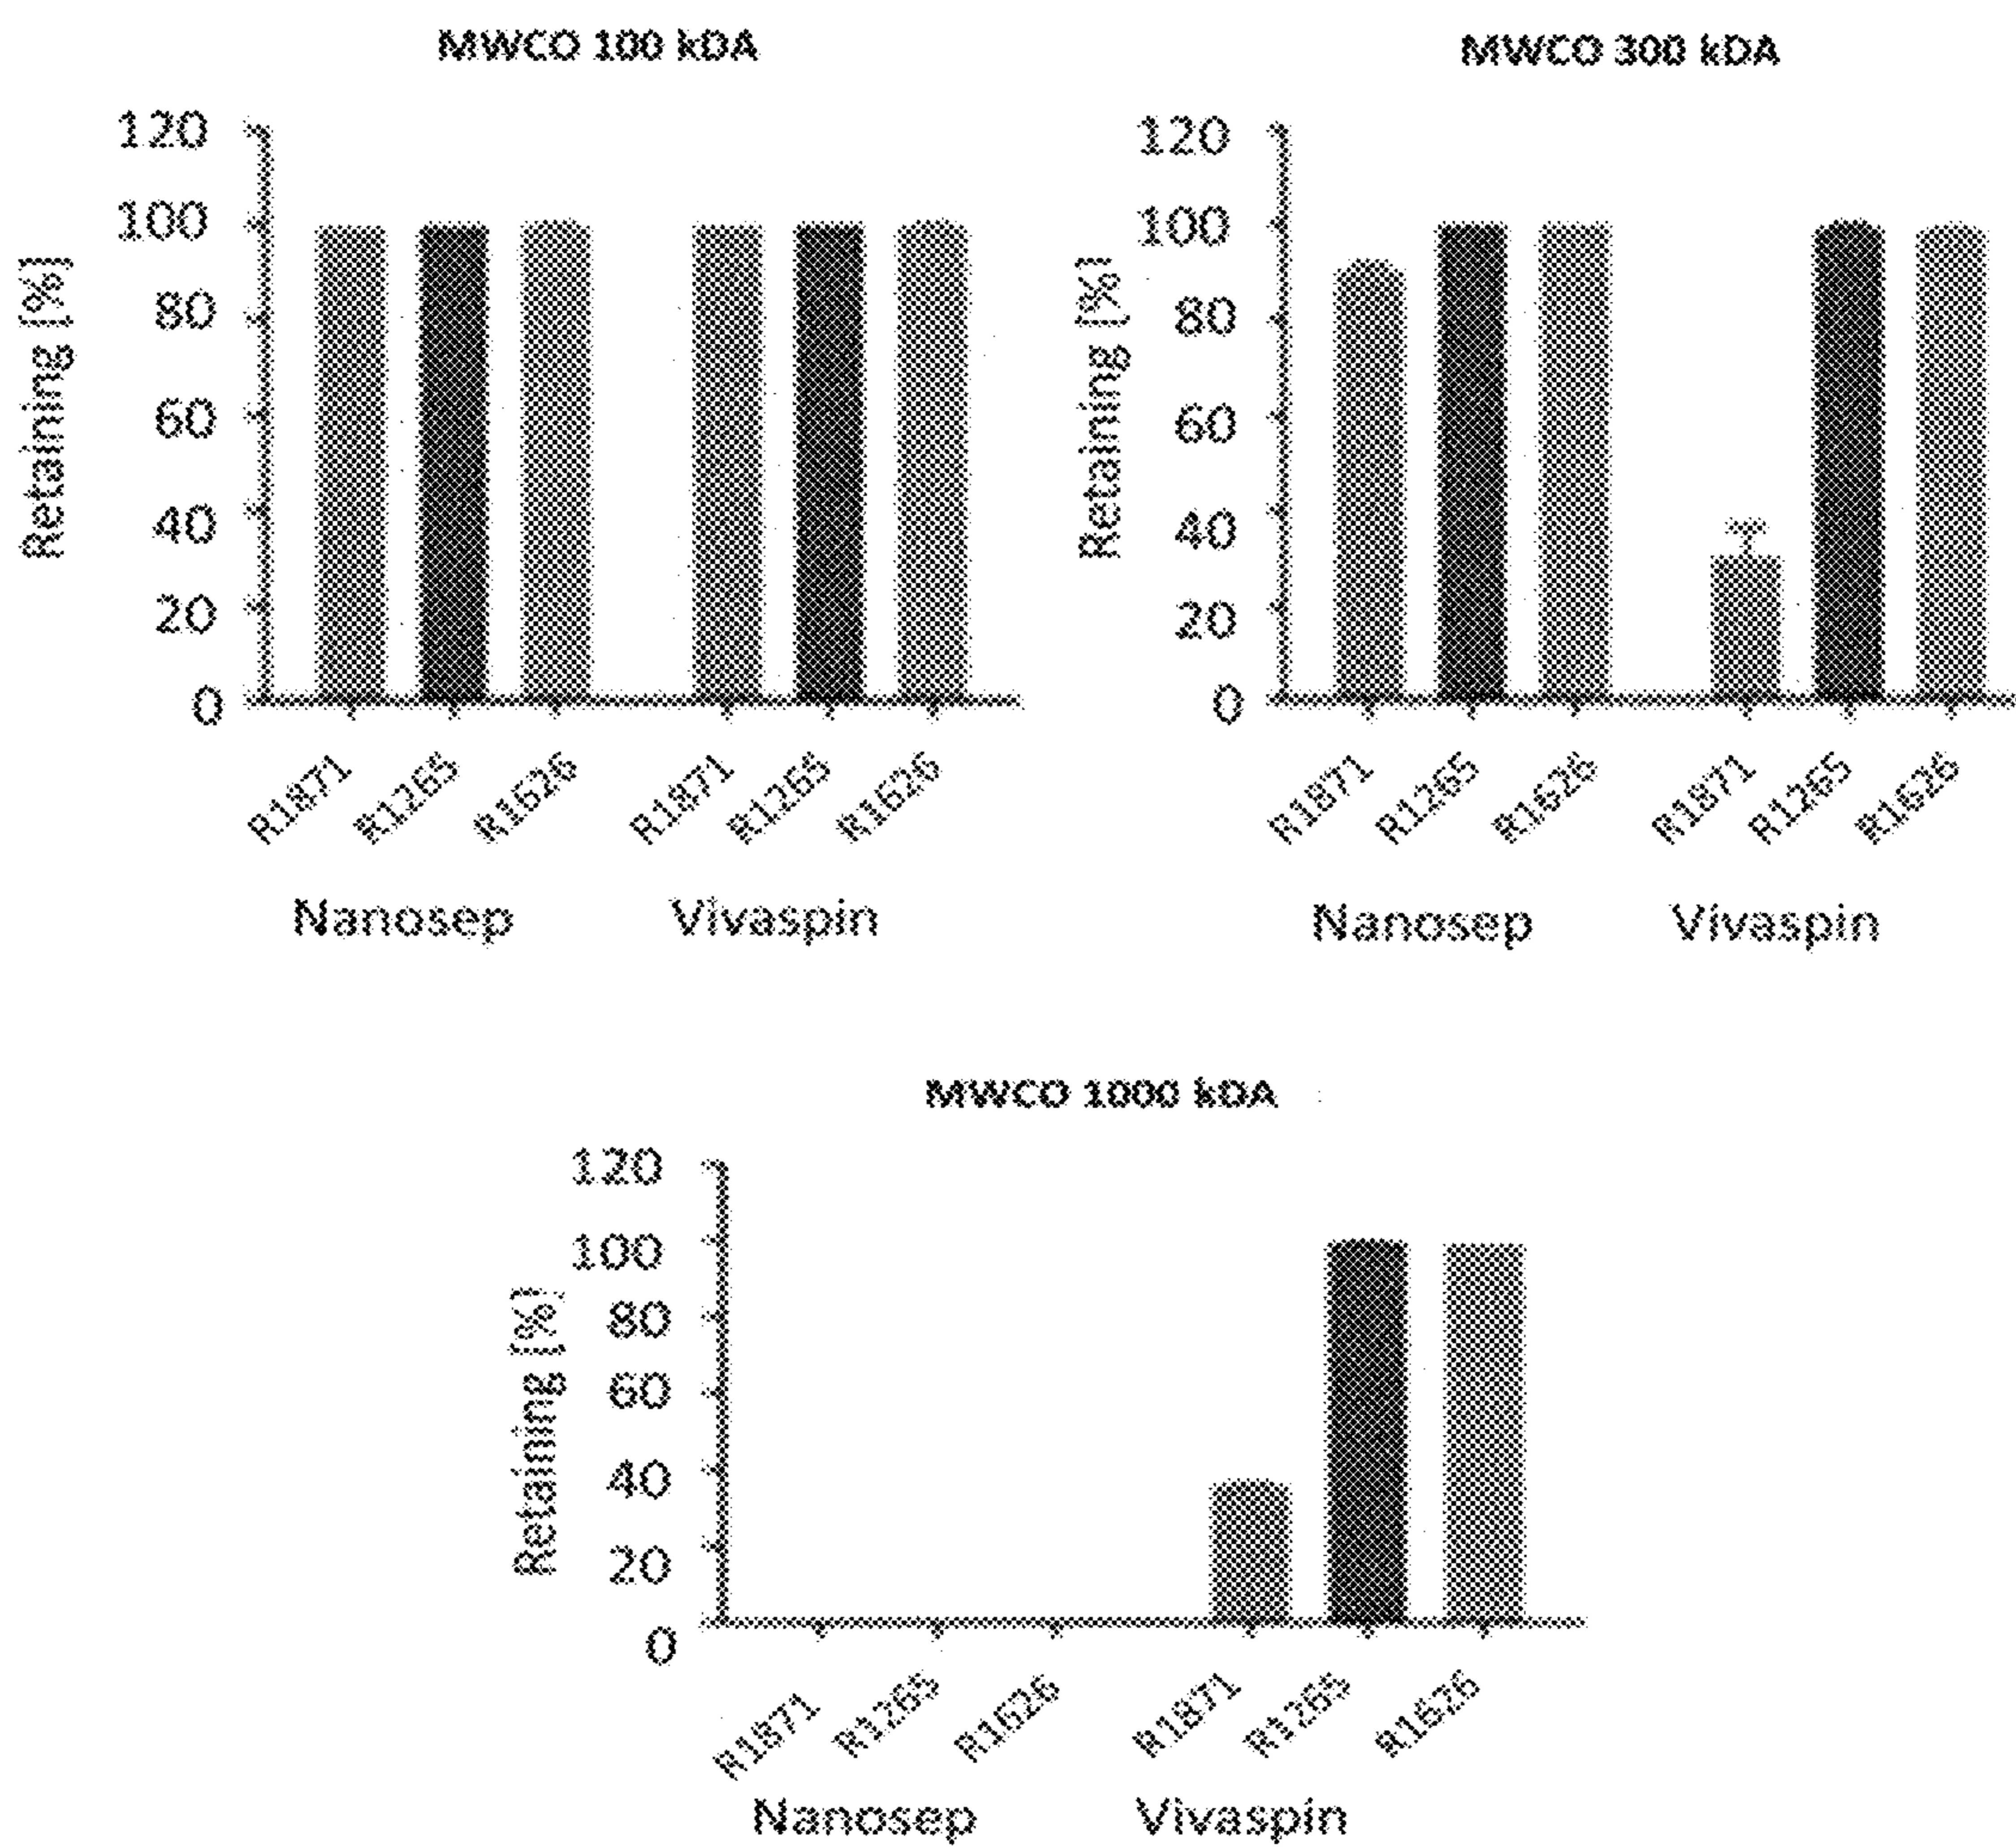 MWCO 100 kDA
Retaining [%]
120
100
80
60
40
20
0
R1871 R1265 R1626 R1871 R1265 R1626
Nanosep Vivaspin
MWCO 300 kDA
Retaining [%]
120
100
80
60
40
20
0
R1871 R1265 R1626 R1871 R1265 R1626
Nanosep Vivaspin
MWCO 1000 kDA
Retaining [%]
120
100
80
60
40
20
0
R1871 R1265 R1626 R1871 R1265 R1626
Nanosep Vivaspin